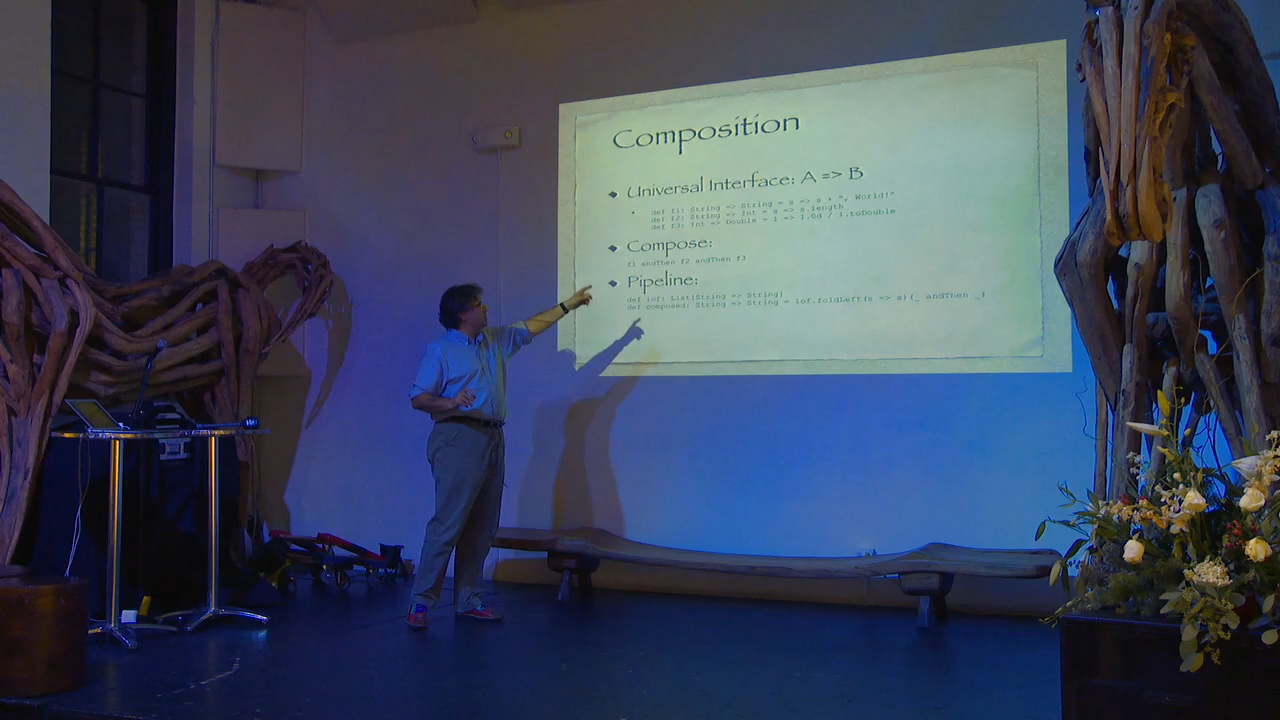 Composition
Universal Interface: A => B
def f1: String => String = s => s + ", World!"
def f2: String => Int = s => s.length
def f3: Int => Double = i => 1.0d / i.toDouble
Compose:
f1 andThen f2 andThen f3
Pipeline:
def lof: List(String => String)
def composed: String => String = lof.foldLeft(s => s)(_ andThen _)